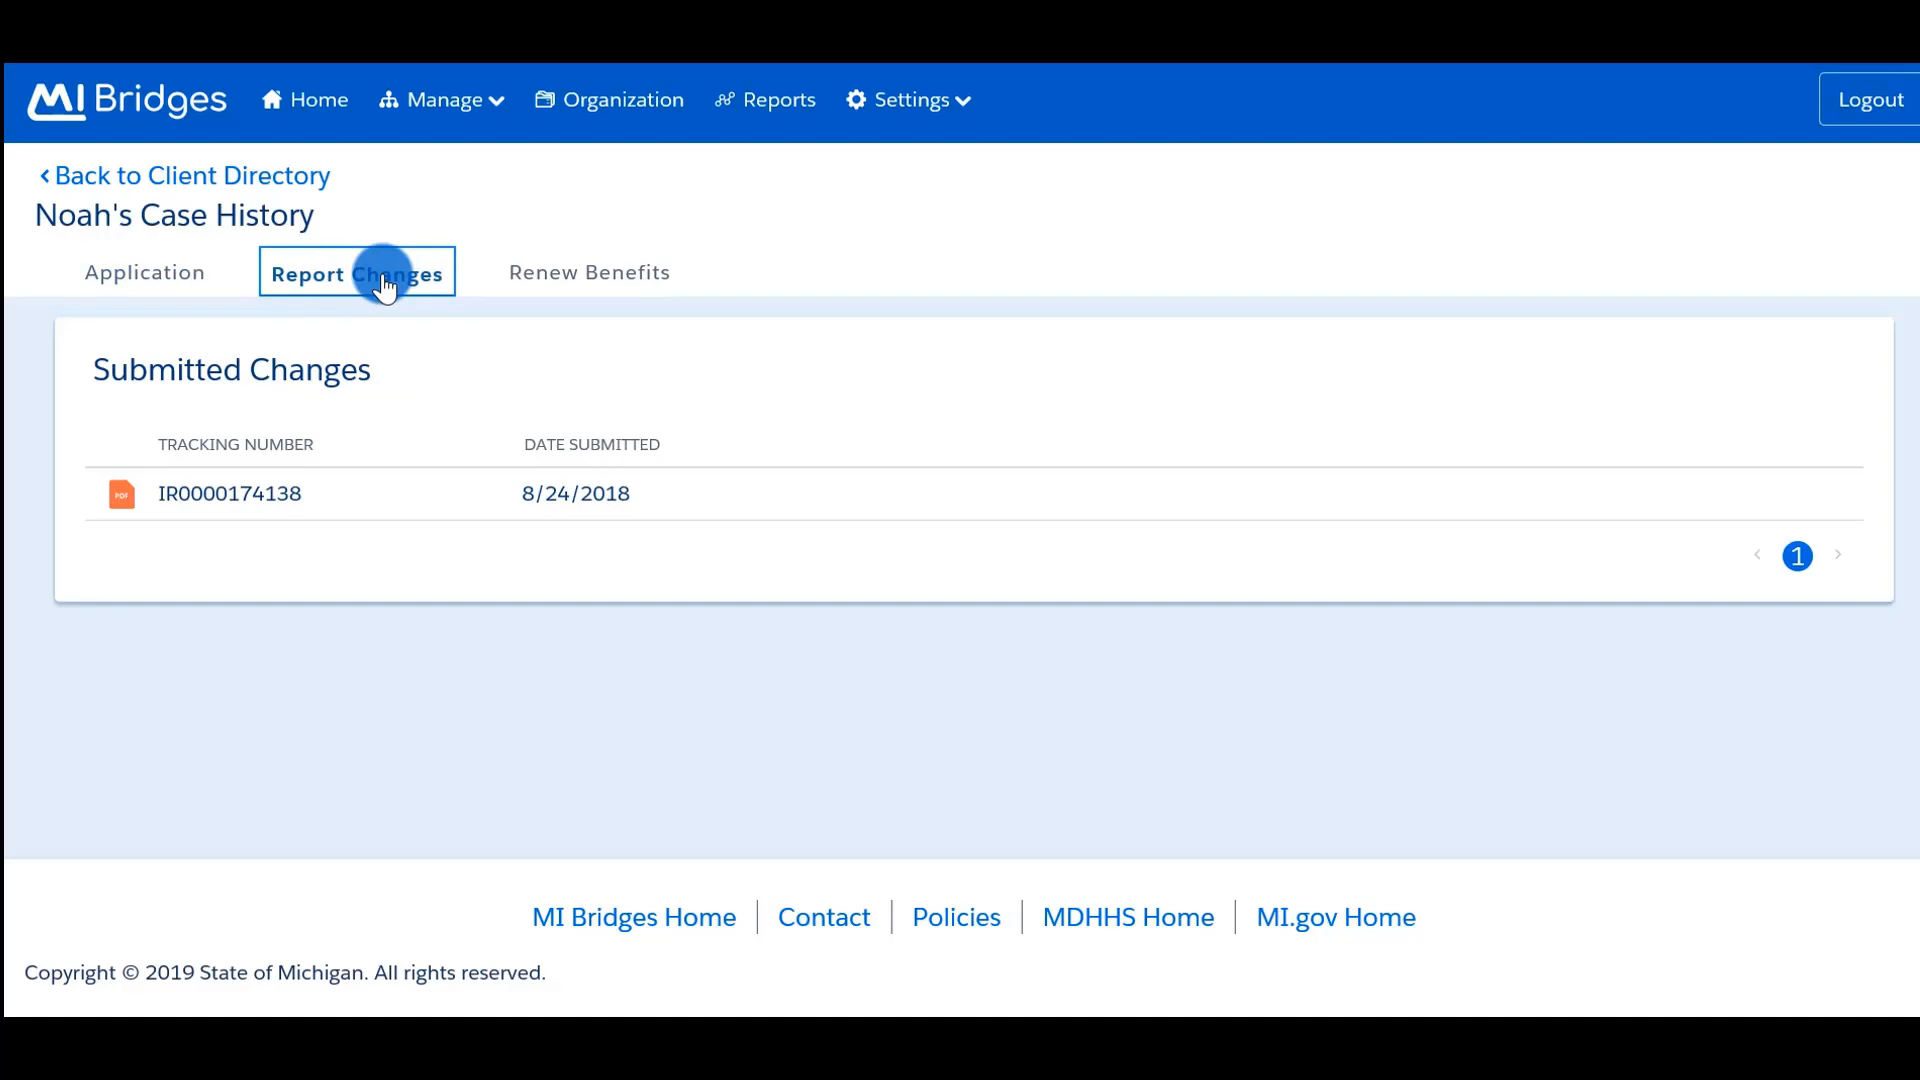 MI Bridges Home Manage Organization Reports Settings Logout
Back to Client Directory
Noah's Case History
Application Report Changes Renew Benefits
Submitted Changes
TRACKING NUMBER DATE SUBMITTED
PDF IR0000174138 8/24/2018
1
MI Bridges Home Contact Policies MDHHS Home MI.gov Home
Copyright © 2019 State of Michigan. All rights reserved.